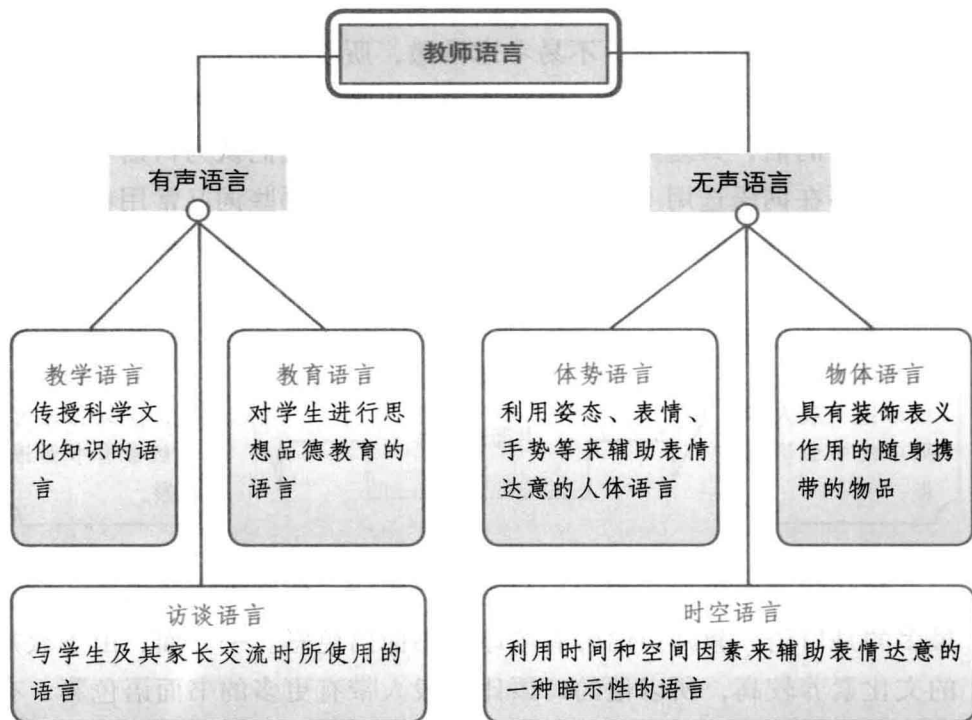 教师语言
有声语言
无声语言
教学语言
传授科学文
化知识的语
言
教育语言
对学生进行思
想品德教育的
语言
体势语言
利用姿态、表情、
手势等来辅助表情
达意的人体语言
物体语言
具有装饰表义
作用的随身携
带的物品
访谈语言
与学生及其家长交流时所使用的
语言
时空语言
利用时间和空间因素来辅助表情达意的
一种暗示性的语言